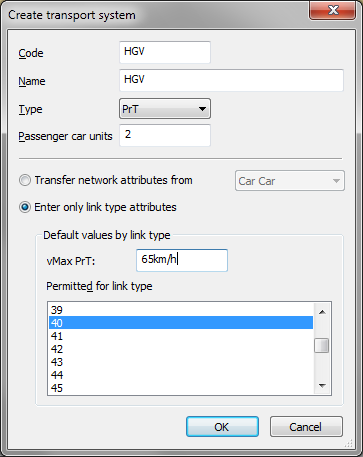 Create transport system
Code HGV
Name HGV
Type PrT
Passenger car units 2
Transfer network attributes from Car Car
Enter only link type attributes
Default values by link type
vMax PrT: 65km/h
Permitted for link type
39
40
41
42
43
44
45
OK Cancel